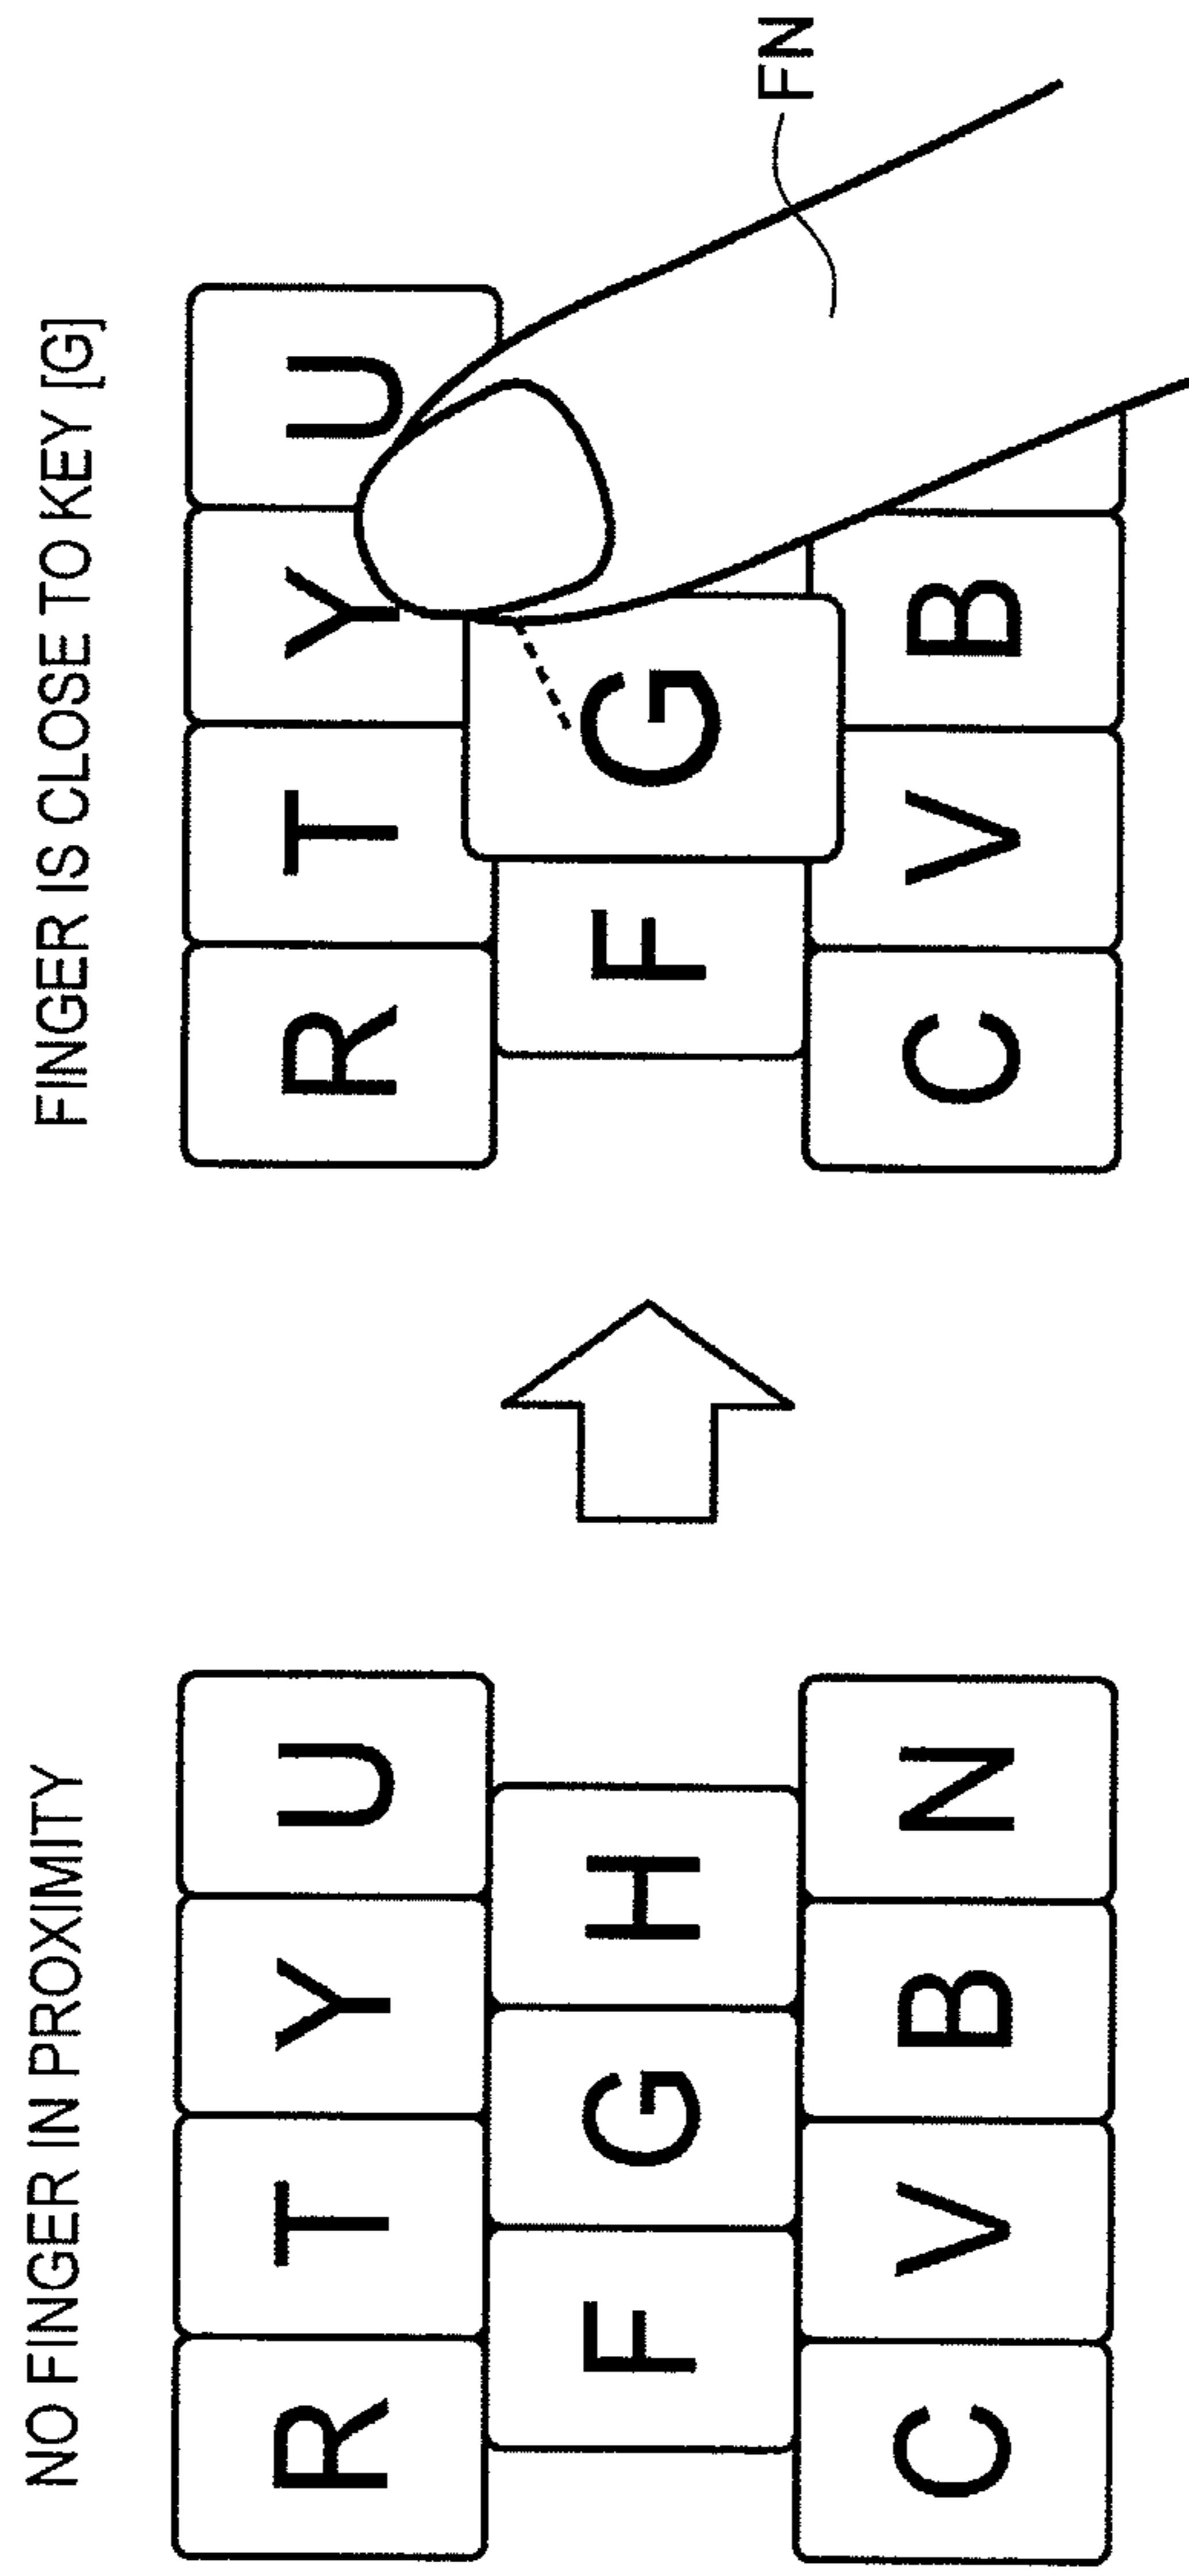 NO FINGER IN PROXIMITY
R T Y U
F G H
C V B N
FINGER IS CLOSE TO KEY [G]
R T Y U
F G
C V B
FN